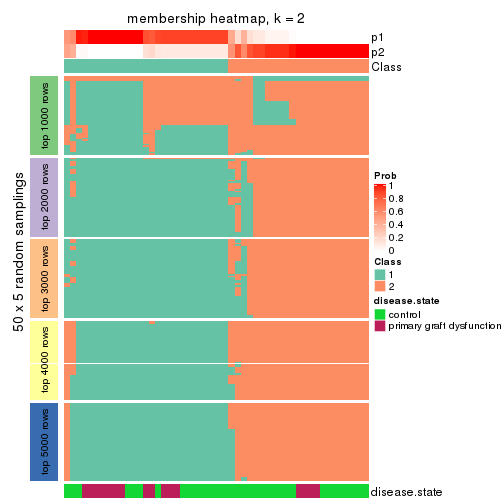 membership heatmap, k = 2
p1
p2
Class
50 x 5 random samplings
top 1000 rows
top 2000 rows
top 3000 rows
top 4000 rows
top 5000 rows
Prob
1
0.8
0.6
0.4
0.2
0
Class
1
2
disease.state
control
primary graft dysfunction
disease.state